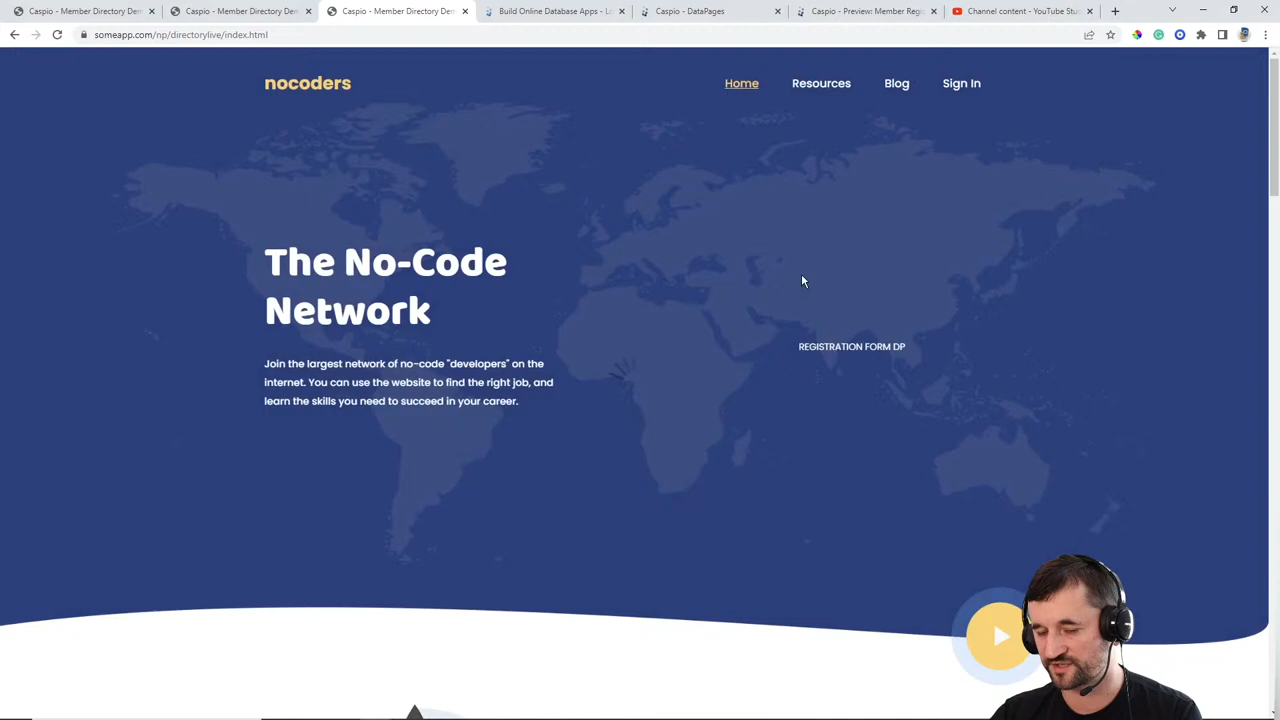 Caspio - Member Directory Dem
Caspio - Member Directory Dem
Caspio - Member Directory Dem
Build Online Database Apps - Lo
Caspio - DataPages
Caspio - Preview: Member Regi
Channel content - YouTube Stu
someapp.com/np/directorylive/index.html
nocoders
Home
Resources
Blog
Sign In
The No-Code
Network
Join the largest network of no-code "developers" on the
internet. You can use the website to find the right job, and
learn the skills you need to succeed in your career.
REGISTRATION FORM DP